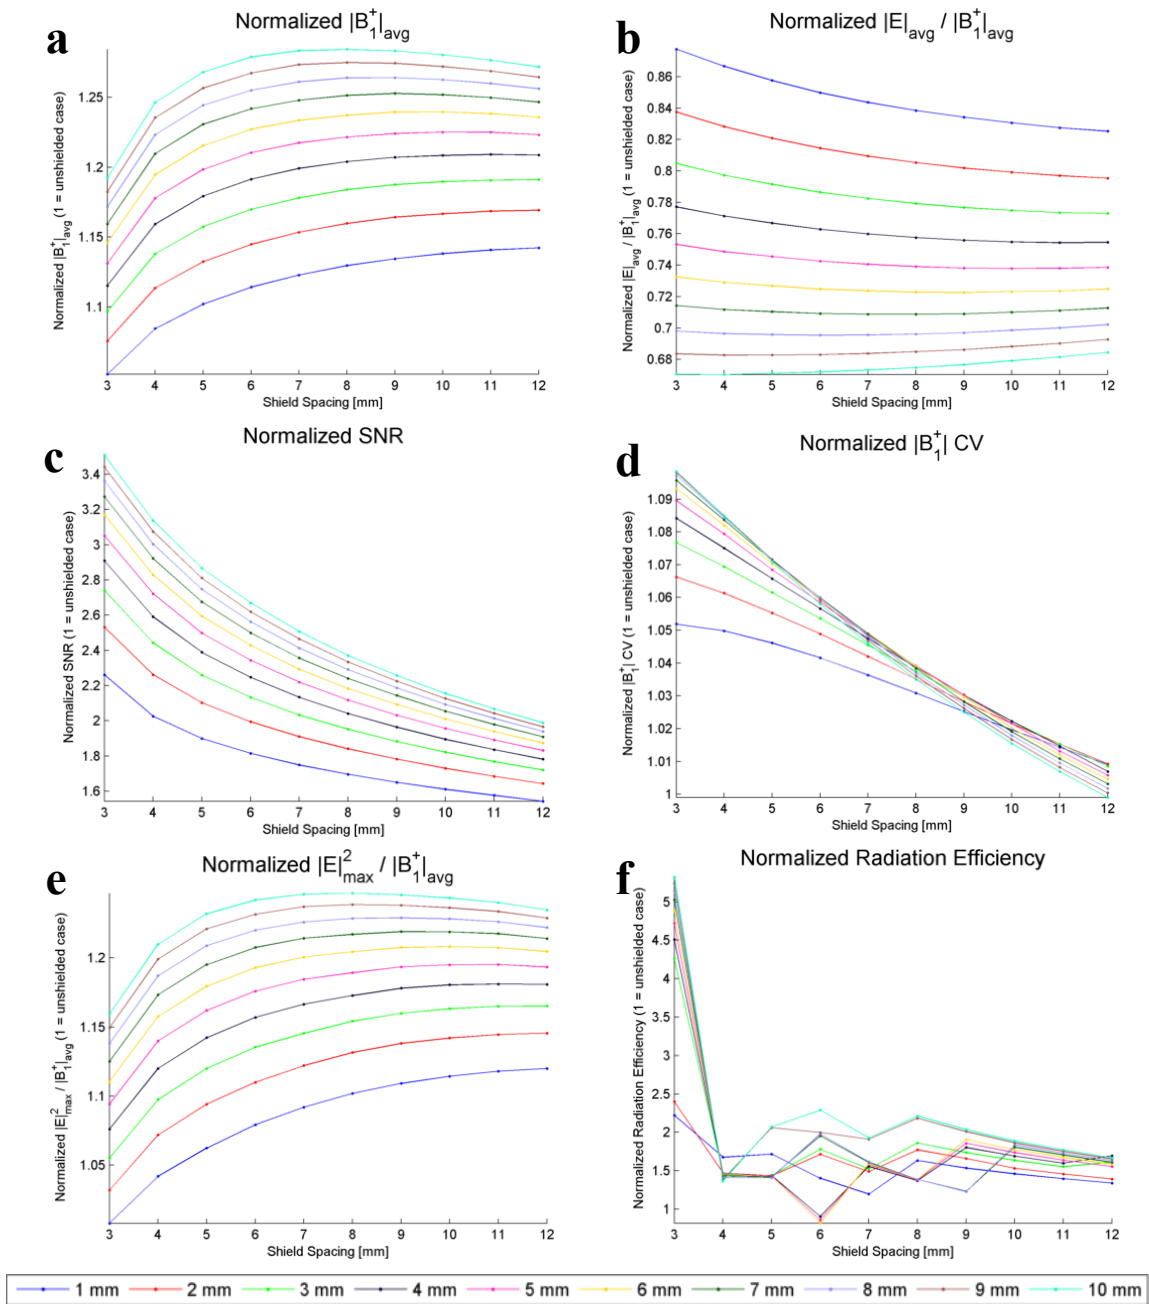 a
Normalized |B₁⁺|avg
Normalized |B₁⁺|avg (1 = unshielded case)
1.25
1.2
1.15
1.1
3 4 5 6 7 8 9 10 11 12
Shield Spacing [mm]
b
Normalized |E|avg / |B₁⁺|avg
Normalized |E|avg / |B₁⁺|avg (1 = unshielded case)
0.86
0.84
0.82
0.8
0.78
0.76
0.74
0.72
0.7
0.68
3 4 5 6 7 8 9 10 11 12
Shield Spacing [mm]
c
Normalized SNR
Normalized SNR (1 = unshielded case)
3.4
3.2
3
2.8
2.6
2.4
2.2
2
1.8
1.6
3 4 5 6 7 8 9 10 11 12
Shield Spacing [mm]
d
Normalized |B₁⁺| CV
Normalized |B₁⁺| CV (1 = unshielded case)
1.09
1.08
1.07
1.06
1.05
1.04
1.03
1.02
1.01
1
3 4 5 6 7 8 9 10 11 12
Shield Spacing [mm]
e
Normalized |E|²max / |B₁⁺|avg
Normalized |E|²max / |B₁⁺|avg (1 = unshielded case)
1.2
1.15
1.1
1.05
3 4 5 6 7 8 9 10 11 12
Shield Spacing [mm]
f
Normalized Radiation Efficiency
Normalized Radiation Efficiency (1 = unshielded case)
5
4.5
4
3.5
3
2.5
2
1.5
1
3 4 5 6 7 8 9 10 11 12
Shield Spacing [mm]
1 mm 2 mm 3 mm 4 mm 5 mm 6 mm 7 mm 8 mm 9 mm 10 mm